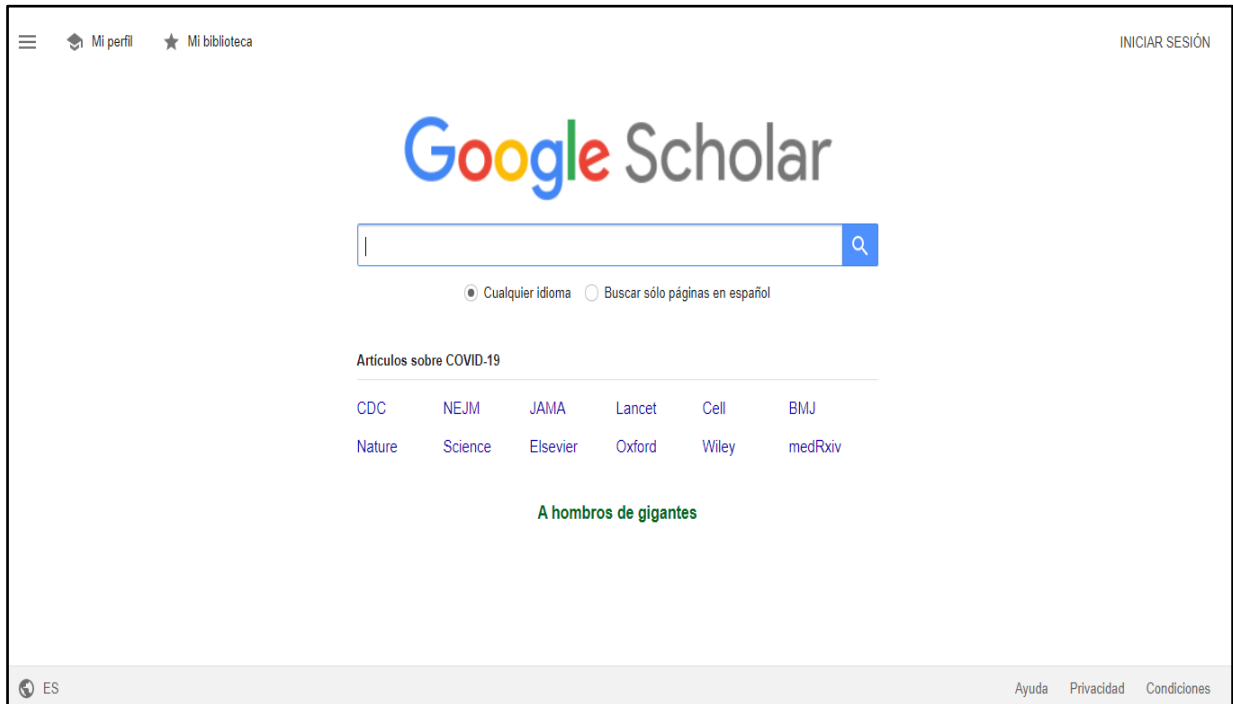 Mi perfil Mi biblioteca INICIAR SESIÓN
Google Scholar
Cualquier idioma Buscar sólo páginas en español
Artículos sobre COVID-19
CDC NEJM JAMA Lancet Cell BMJ
Nature Science Elsevier Oxford Wiley medRxiv
A hombros de gigantes
ES Ayuda Privacidad Condiciones